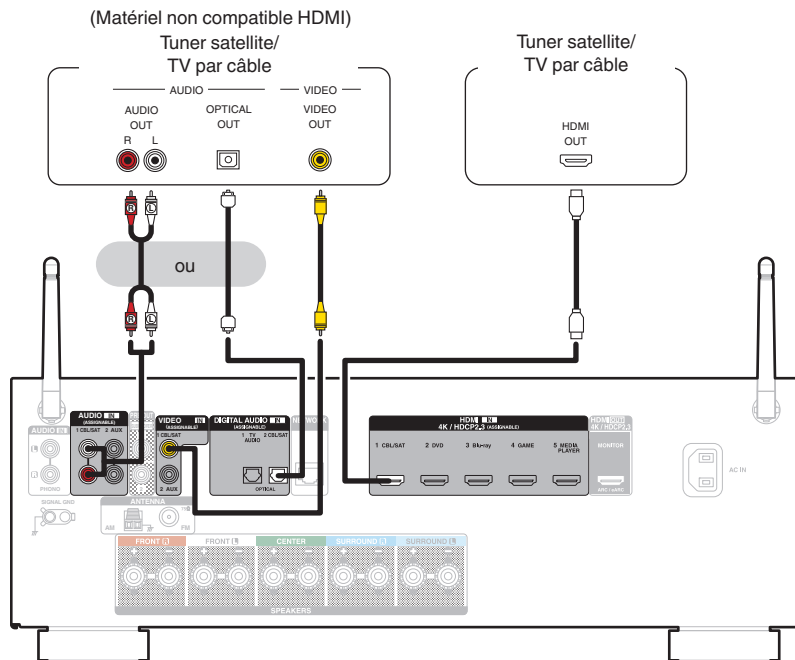 (Matériel non compatible HDMI)
Tuner satellite/
TV par câble
AUDIO
VIDEO
AUDIO
OUT
R L
OPTICAL
OUT
VIDEO
OUT
Tuner satellite/
TV par câble
HDMI
OUT
R L
ou
R L
AUDIO IN
PHONO
SIGNAL GND
AUDIO IN
(ASSIGNABLE)
1 CBL/SAT 2 AUX
VIDEO IN
(ASSIGNABLE)
1 CBL/SAT
2 AUX
DIGITAL AUDIO IN
(ASSIGNABLE)
1 TV
AUDIO
2 CBL/SAT
OPTICAL
NETWORK
HDMI IN
4K / HDCP2.3 (ASSIGNABLE)
1 CBL/SAT 2 DVD 3 Blu-ray 4 GAME 5 MEDIA
PLAYER
HDMI OUT
4K / HDCP2.3
MONITOR
ARC / eARC
AC IN
ANTENNA
AM
FM
FRONT R FRONT L CENTER SURROUND R SURROUND L
SPEAKERS